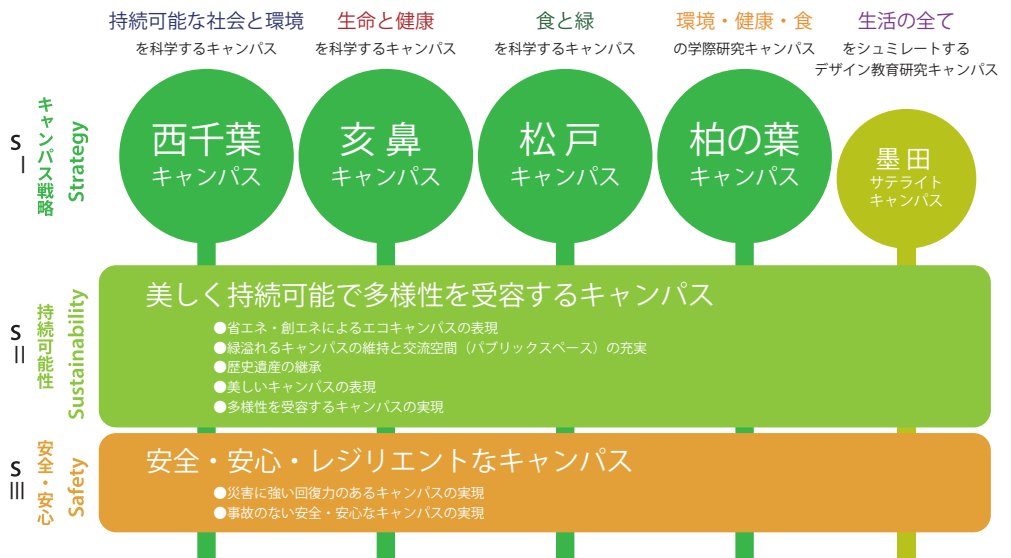 持続可能な社会と環境
を科学するキャンパス
生命と健康
を科学するキャンパス
食と緑
を科学するキャンパス
環境・健康・食
の学際研究キャンパス
生活の全て
をシュミレートする
デザイン教育研究キャンパス
S I
キャンパス戦略
Strategy
西千葉
キャンパス
亥鼻
キャンパス
松戸
キャンパス
柏の葉
キャンパス
墨田
サテライト
キャンパス
S II
持続可能性
Sustainability
美しく持続可能で多様性を受容するキャンパス
●省エネ・創エネによるエコキャンパスの表現
●緑溢れるキャンパスの維持と交流空間（パブリックスペース）の充実
●歴史遺産の継承
●美しいキャンパスの表現
●多様性を受容するキャンパスの実現
S III
安全・安心
Safety
安全・安心・レジリエントなキャンパス
●災害に強い回復力のあるキャンパスの実現
●事故のない安全・安心なキャンパスの実現